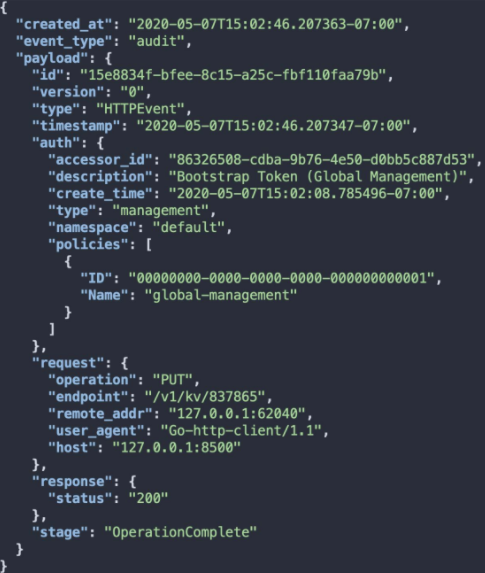 {
  "created_at": "2020-05-07T15:02:46.207363-07:00",
  "event_type": "audit",
  "payload": {
    "id": "15e8834f-bfee-8c15-a25c-fbf110faa79b",
    "version": "0",
    "type": "HTTPEvent",
    "timestamp": "2020-05-07T15:02:46.207347-07:00",
    "auth": {
      "accessor_id": "86326508-cdba-9b76-4e50-d0bb5c887d53",
      "description": "Bootstrap Token (Global Management)",
      "create_time": "2020-05-07T15:02:08.785496-07:00",
      "type": "management",
      "namespace": "default",
      "policies": [
        {
          "ID": "00000000-0000-0000-0000-000000000001",
          "Name": "global-management"
        }
      ]
    },
    "request": {
      "operation": "PUT",
      "endpoint": "/v1/kv/837865",
      "remote_addr": "127.0.0.1:62040",
      "user_agent": "Go-http-client/1.1",
      "host": "127.0.0.1:8500"
    },
    "response": {
      "status": "200"
    },
    "stage": "OperationComplete"
  }
}